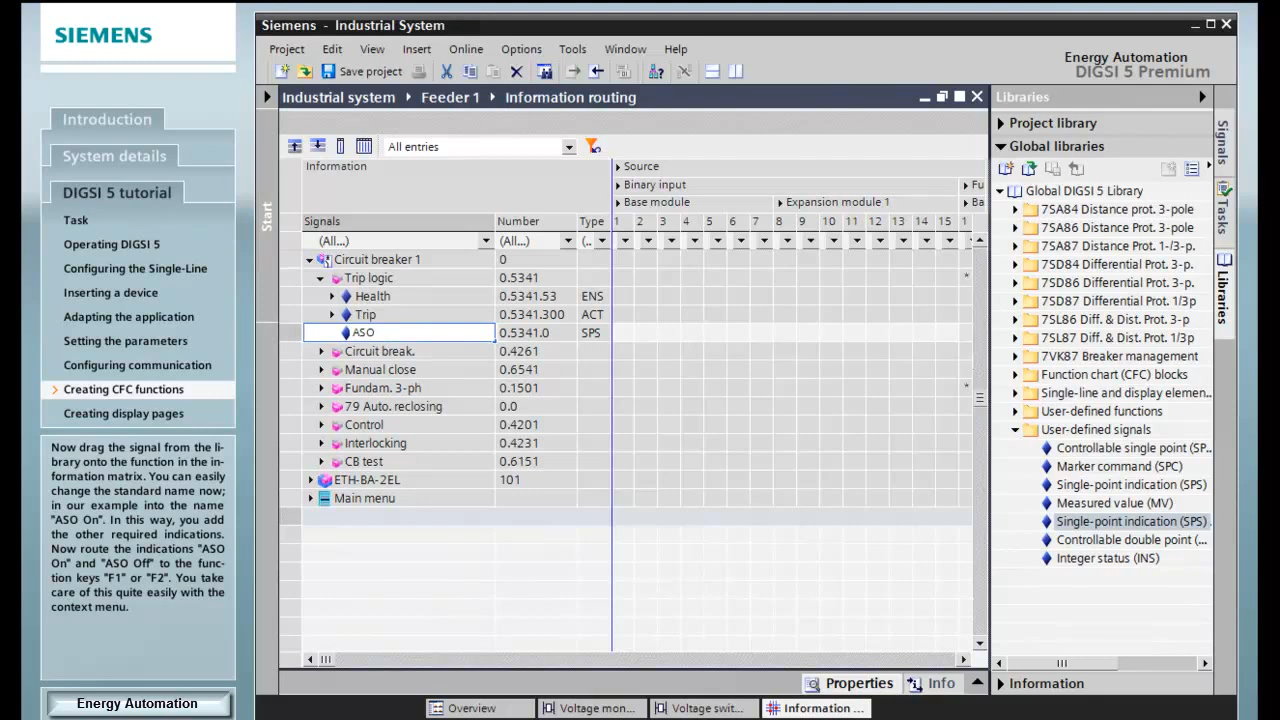 SIEMENS
Introduction
System details
DIGSI 5 tutorial
Task
Operating DIGSI 5
Configuring the Single-Line
Inserting a device
Adapting the application
Setting the parameters
Configuring communication
Creating CFC functions
Creating display pages
Now drag the signal from the li-
brary onto the function in the in-
formation matrix. You can easily
change the standard name now;
in our example into the name
"ASO On". In this way, you add
the other required indications.
Now route the indications "ASO
On" and "ASO Off" to the func-
tion keys "F1" or "F2". You take
care of this quite easily with the
context menu.
Energy Automation
Siemens - Industrial System
Project Edit View Insert Online Options Tools Window Help
Save project
Energy Automation
DIGSI 5 Premium
Industrial system Feeder 1 Information routing
Start
All entries
Information Source
Binary input Fu
Base module Expansion module 1 Ba
Signals Number Type 1 2 3 4 5 6 7 8 9 10 11 12 13 14 15 1
(All...) (All...) (..
Circuit breaker 1 0
Trip logic 0.5341 *
Health 0.5341.53 ENS
Trip 0.5341.300 ACT
ASO 0.5341.0 SPS
Circuit break. 0.4261
Manual close 0.6541
Fundam. 3-ph 0.1501 *
79 Auto. reclosing 0.0
Control 0.4201
Interlocking 0.4231
CB test 0.6151
ETH-BA-2EL 101
Main menu
Properties Info
Overview Voltage mon... Voltage swit... Information ...
Libraries
Project library
Global libraries
Global DIGSI 5 Library
7SA84 Distance prot. 3-pole
7SA86 Distance prot. 3-pole
7SA87 Distance Prot. 1-/3-p.
7SD84 Differential Prot. 3-p.
7SD86 Differential Prot. 3-p.
7SD87 Differential Prot. 1/3p
7SL86 Diff. & Dist. Prot. 3-p
7SL87 Diff. & Dist. Prot. 1/3p
7VK87 Breaker management
Function chart (CFC) blocks
Single-line and display elemen...
User-defined functions
User-defined signals
Controllable single point (SP...
Marker command (SPC)
Single-point indication (SPS)
Measured value (MV)
Single-point indication (SPS)
Controllable double point (...
Integer status (INS)
Information
Signals
Tasks
Libraries